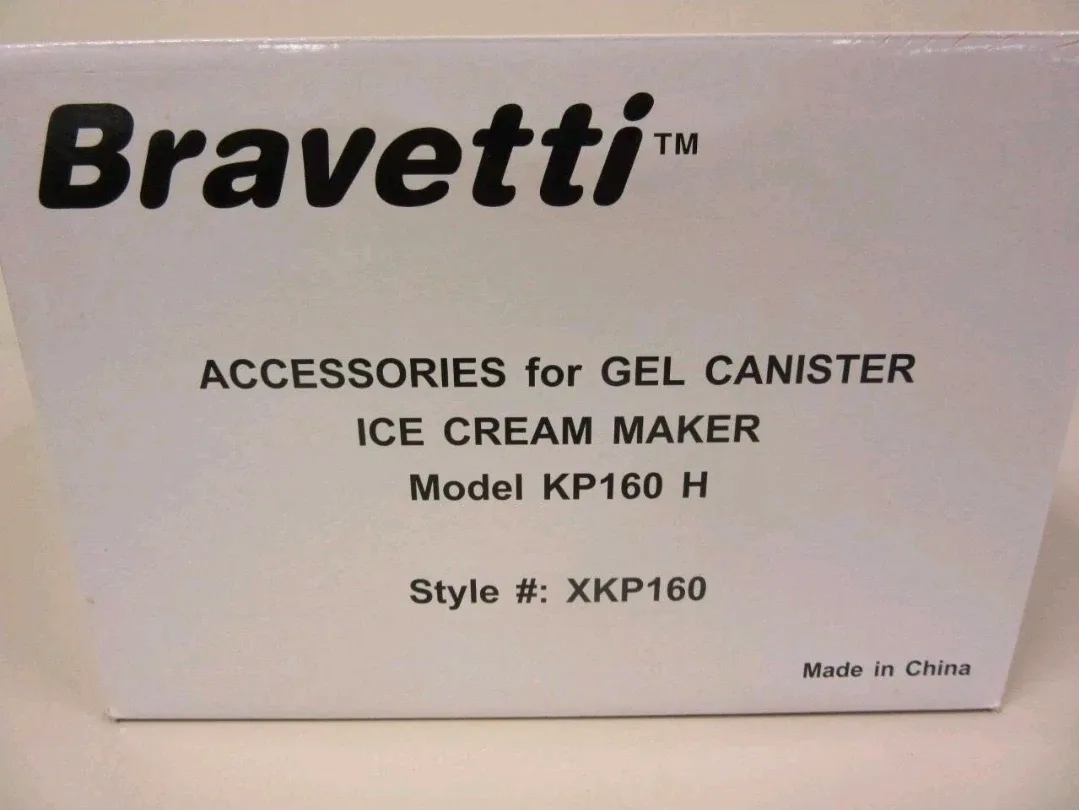 Bravetti™
ACCESSORIES for GEL CANISTER
ICE CREAM MAKER
Model KP160 H
Style #: XKP160
Made in China